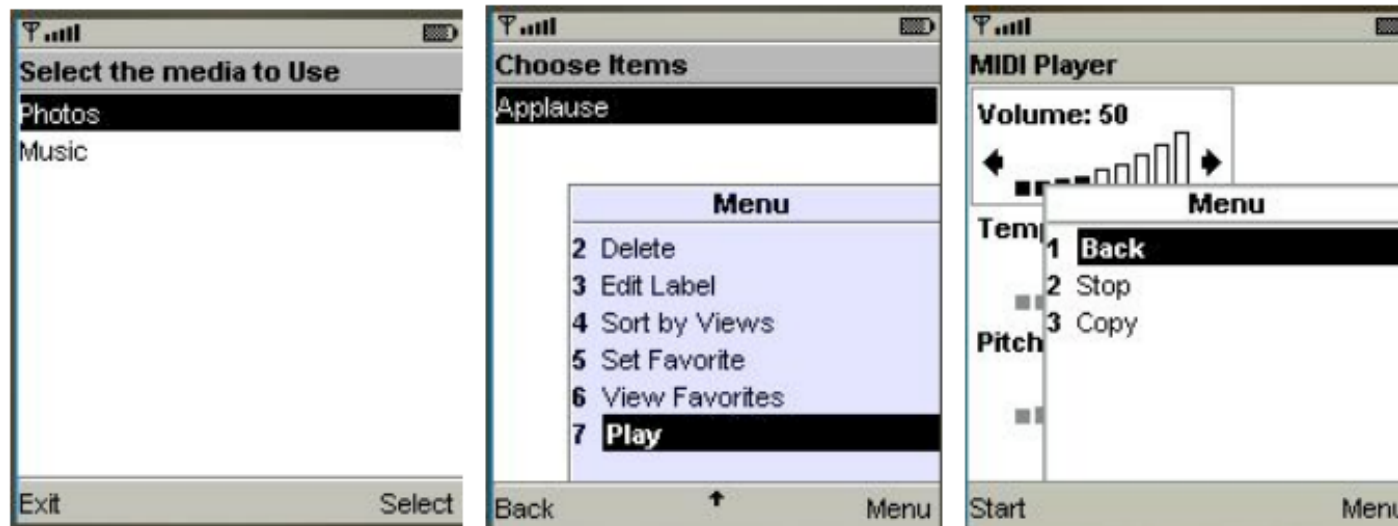 Select the media to Use
Photos
Music
Exit Select
Choose Items
Applause
Menu
2 Delete
3 Edit Label
4 Sort by Views
5 Set Favorite
6 View Favorites
7 Play
Back Menu
MIDI Player
Volume: 50
Menu
Tem
1 Back
2 Stop
3 Copy
Pitch
Start Menu